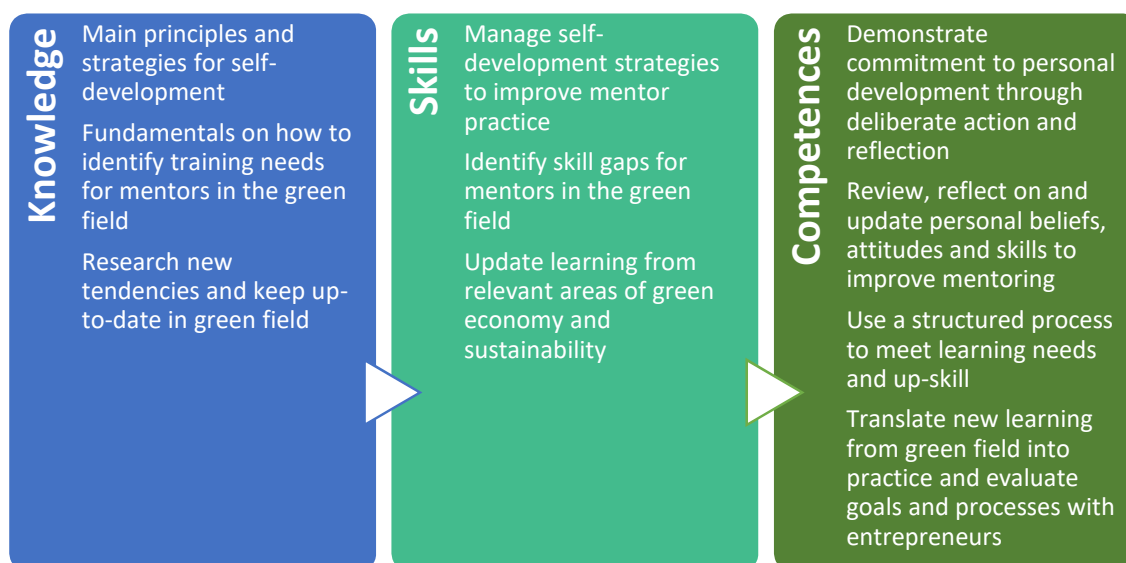 Knowledge
Main principles and
strategies for self-
development
Fundamentals on how to
identify training needs
for mentors in the green
field
Research new
tendencies and keep up-
to-date in green field
Skills
Manage self-
development strategies
to improve mentor
practice
Identify skill gaps for
mentors in the green
field
Update learning from
relevant areas of green
economy and
sustainability
Competences
Demonstrate
commitment to personal
development through
deliberate action and
reflection
Review, reflect on and
update personal beliefs,
attitudes and skills to
improve mentoring
Use a structured process
to meet learning needs
and up-skill
Translate new learning
from green field into
practice and evaluate
goals and processes with
entrepreneurs